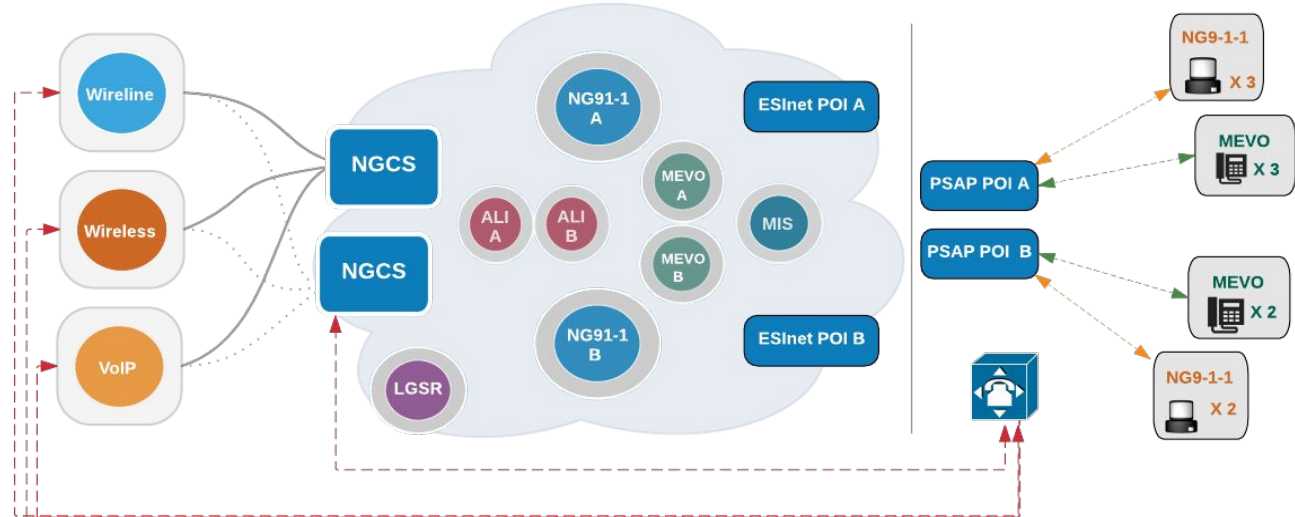 Wireline
Wireless
VoIP
NGCS
NGCS
NG91-1
A
ALI
A
ALI
B
MEVO
A
MEVO
B
MIS
NG91-1
B
LGSR
ESInet POI A
ESInet POI B
PSAP POI A
PSAP POI B
NG9-1-1
X 3
MEVO
X 3
MEVO
X 2
NG9-1-1
X 2